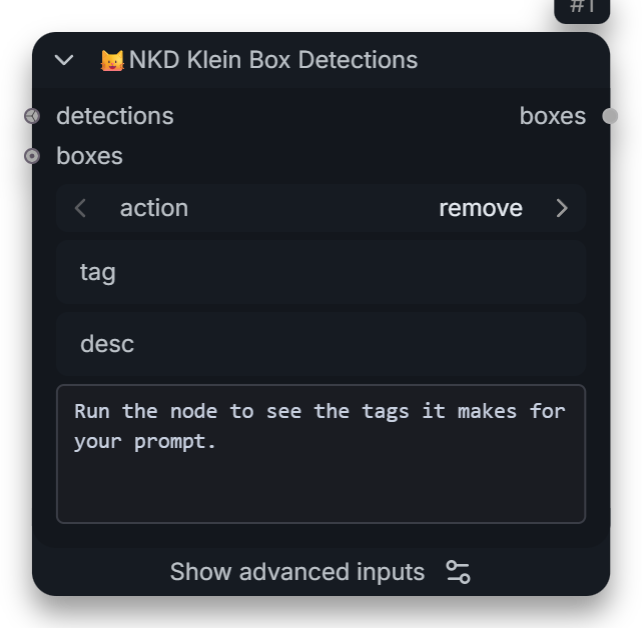 #1
NKD Klein Box Detections
detections
boxes
boxes
action
remove
tag
desc
Run the node to see the tags it makes for
your prompt.
Show advanced inputs